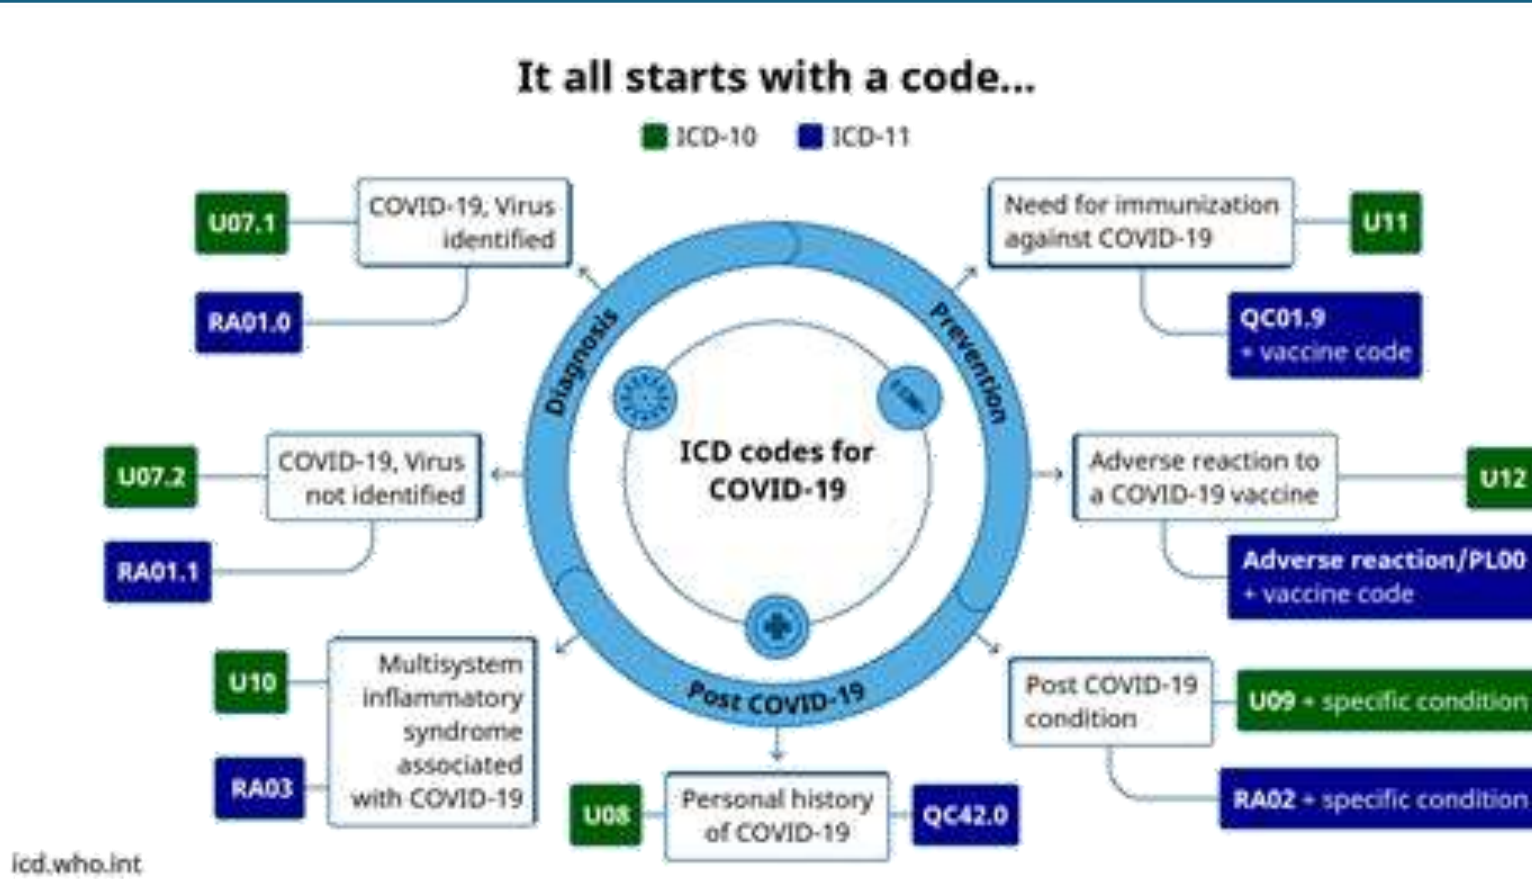 It all starts with a code...
ICD-10
ICD-11
U07.1
COVID-19, Virus
identified
RA01.0
Need for immunization
against COVID-19
U11
QC01.9
+ vaccine code
Diagnosis
Prevention
ICD codes for
COVID-19
U07.2
COVID-19, Virus
not identified
RA01.1
Adverse reaction to
a COVID-19 vaccine
U12
Adverse reaction/PL00
+ vaccine code
U10
Multisystem
inflammatory
syndrome
associated
with COVID-19
RA03
Post COVID-19
Post COVID-19
condition
U09 + specific condition
RA02 + specific condition
U08
Personal history
of COVID-19
QC42.0
icd.who.int